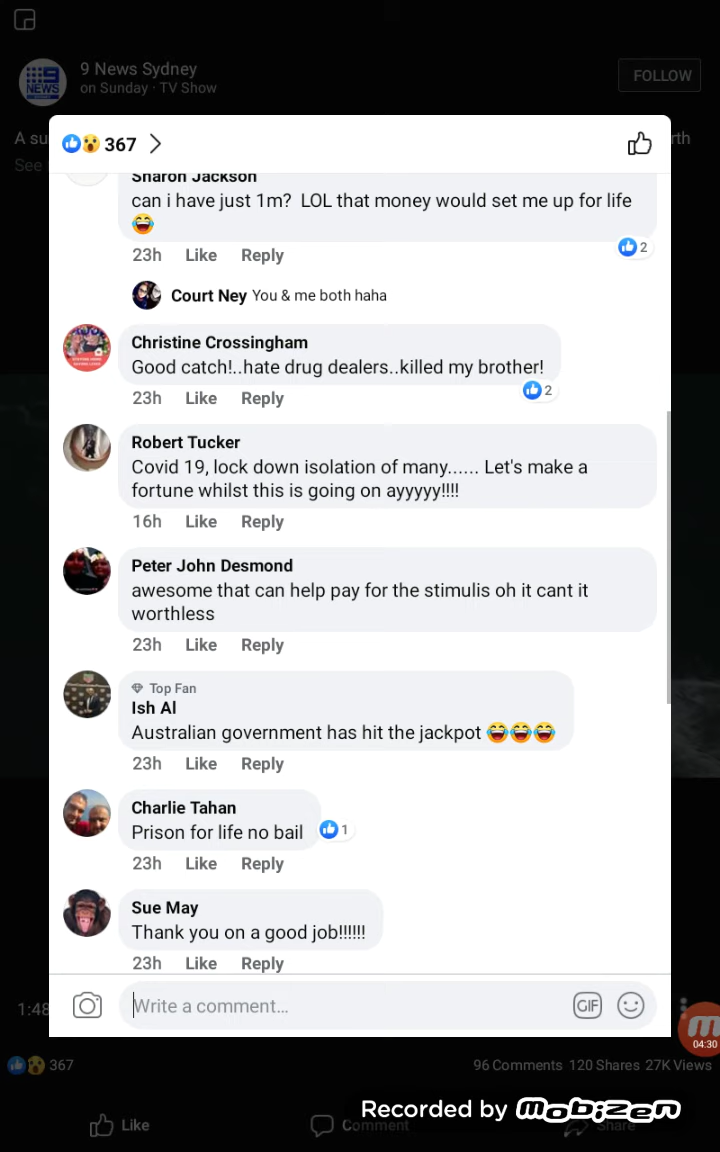 9 News Sydney
on Sunday · TV Show
FOLLOW
A su
rth
See
367
Sharon Jackson
can i have just 1m? LOL that money would set me up for life
😂
2
23h Like Reply
Court Ney You & me both haha
Christine Crossingham
Good catch!..hate drug dealers..killed my brother!
2
23h Like Reply
Robert Tucker
Covid 19, lock down isolation of many...... Let's make a
fortune whilst this is going on ayyyyy!!!!
16h Like Reply
Peter John Desmond
awesome that can help pay for the stimulis oh it cant it
worthless
23h Like Reply
Top Fan
Ish Al
Australian government has hit the jackpot 😂😂😂
23h Like Reply
Charlie Tahan
Prison for life no bail
1
23h Like Reply
Sue May
Thank you on a good job!!!!!!
23h Like Reply
Write a comment...
GIF
1:48
04:30
367
96 Comments 120 Shares 27K Views
Recorded by mobizen
Like
Comment
Share
NEWS